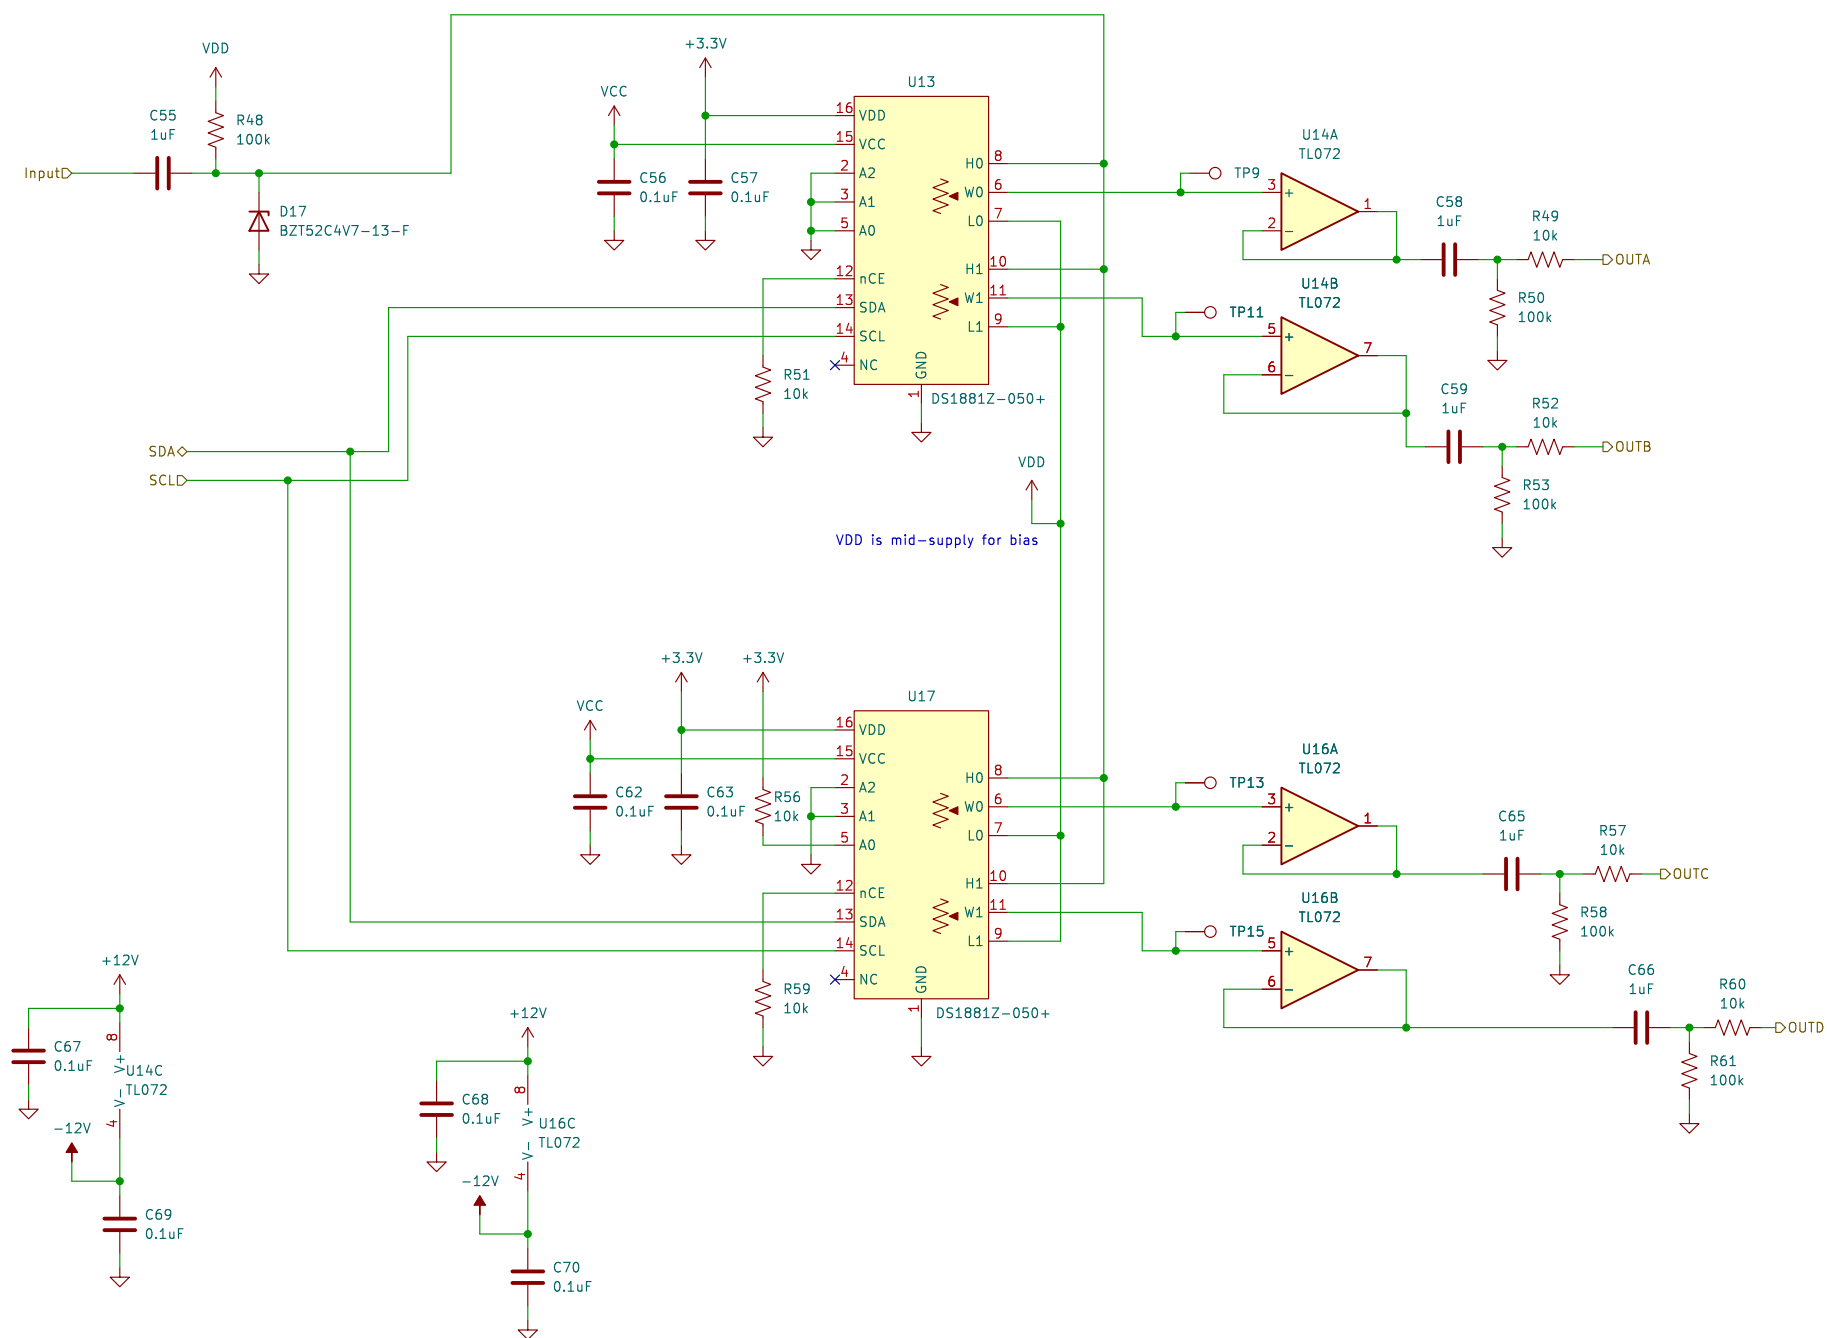 VDD
C55
1uF
R48
100k
Input
D17
BZT52C4V7-13-F
+3.3V
VCC
C56
0.1uF
C57
0.1uF
U13
16
VDD
15
VCC
2
A2
3
A1
5
A0
12
nCE
13
SDA
14
SCL
4
NC
H0
8
W0
6
L0
7
H1
10
W1
11
L1
9
GND
1
DS1881Z-050+
R51
10k
SDA
SCL
TP9
U14A
TL072
3
+
2
-
1
C58
1uF
R49
10k
OUTA
R50
100k
TP11
U14B
TL072
5
+
6
-
7
C59
1uF
R52
10k
OUTB
R53
100k
VDD
VDD is mid-supply for bias
+3.3V
+3.3V
VCC
C62
0.1uF
C63
0.1uF
R56
10k
U17
16
VDD
15
VCC
2
A2
3
A1
5
A0
12
nCE
13
SDA
14
SCL
4
NC
H0
8
W0
6
L0
7
H1
10
W1
11
L1
9
GND
1
DS1881Z-050+
R59
10k
TP13
U16A
TL072
3
+
2
-
1
C65
1uF
R57
10k
OUTC
R58
100k
TP15
U16B
TL072
5
+
6
-
7
C66
1uF
R60
10k
OUTD
R61
100k
+12V
C67
0.1uF
8
V+
U14C
TL072
V-
4
-12V
C69
0.1uF
+12V
C68
0.1uF
8
V+
U16C
TL072
V-
4
-12V
C70
0.1uF